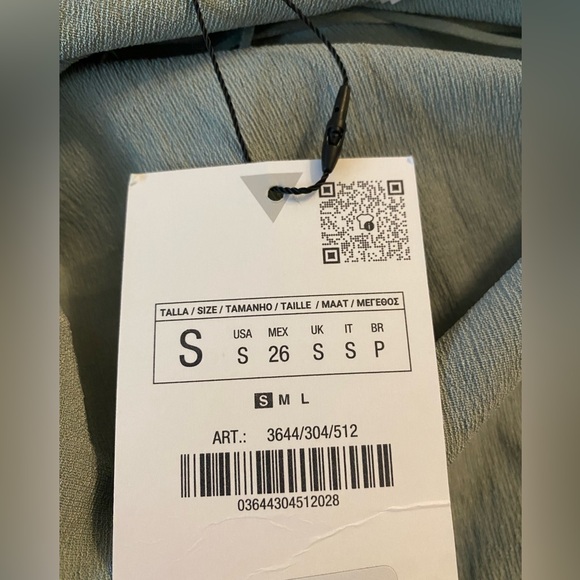 TALLA / SIZE / TAMANHO / TAILLE / MAAT / ΜΕΓΕΘΟΣ
S USA MEX UK IT BR
S 26 S S P
S M L
ART.: 3644/304/512
03644304512028